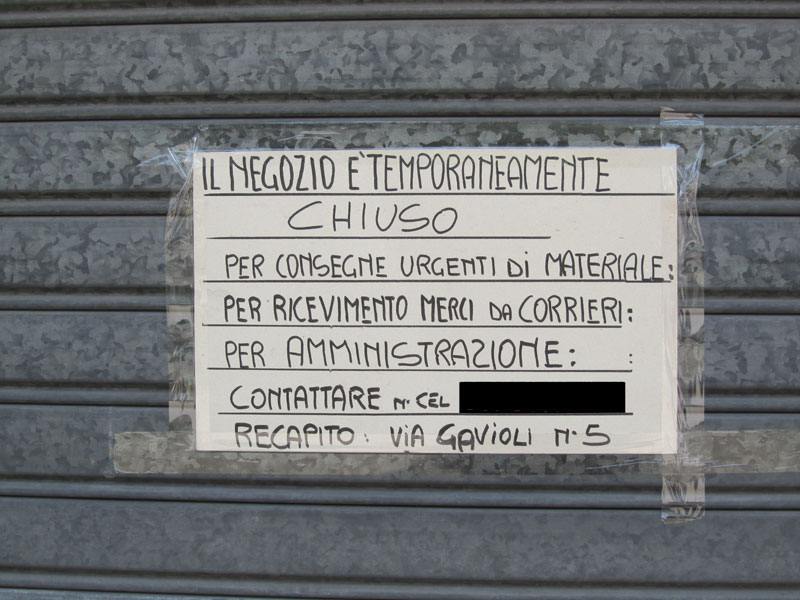 IL NEGOZIO E' TEMPORANEAMENTE
CHIUSO
PER CONSEGNE URGENTI Di MATERIALE:
PER RICEVIMENTO MERCI DA CORRIERI:
PER AMMINISTRAZIONE: :
CONTATTARE N. CEL
RECAPITO: ViA GAViOLi N. 5